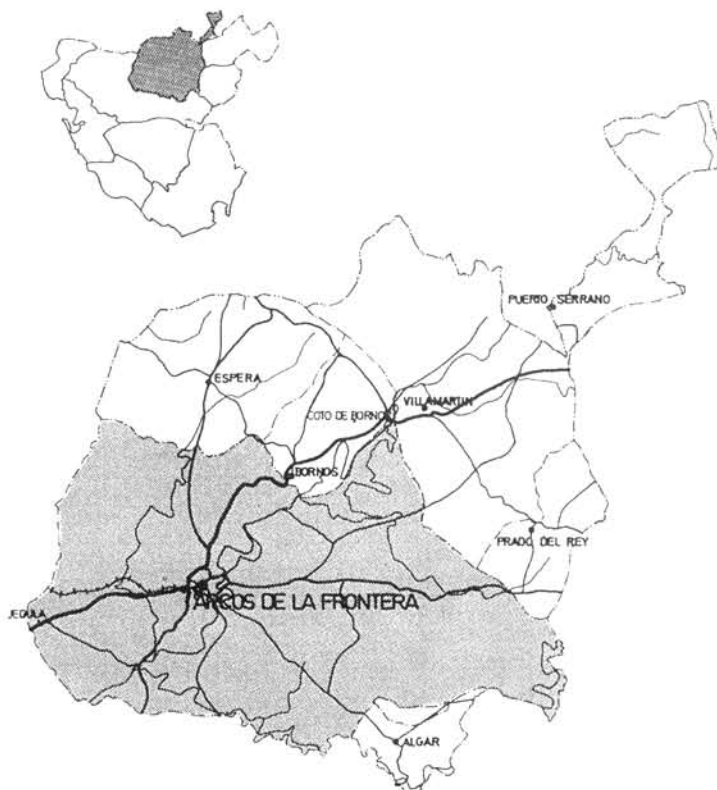 PUERTO SERRANO
ESPERA
VILLAMARTIN
COTO DE BORNOS
BORNOS
PRADO DEL REY
JEDULA
ARCOS DE LA FRONTERA
ALGAR